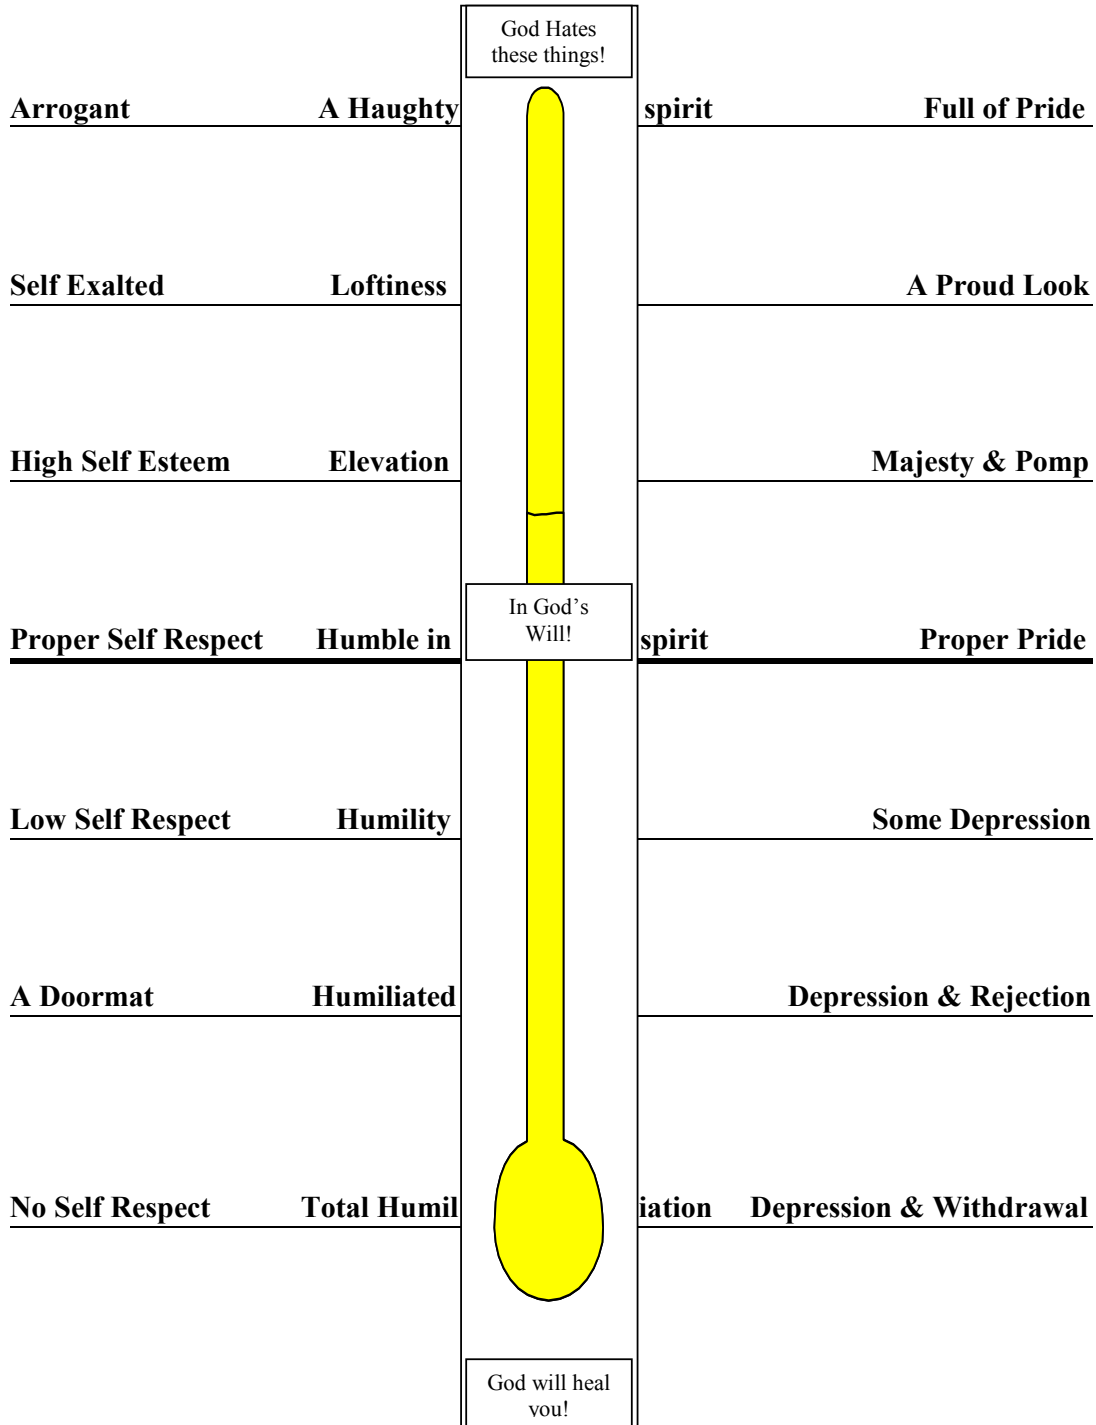 God Hates
these things!
Arrogant A Haughty spirit Full of Pride
Self Exalted Loftiness A Proud Look
High Self Esteem Elevation Majesty & Pomp
In God’s
Will!
Proper Self Respect Humble in spirit Proper Pride
Low Self Respect Humility Some Depression
A Doormat Humiliated Depression & Rejection
No Self Respect Total Humil iation Depression & Withdrawal
God will heal
you!